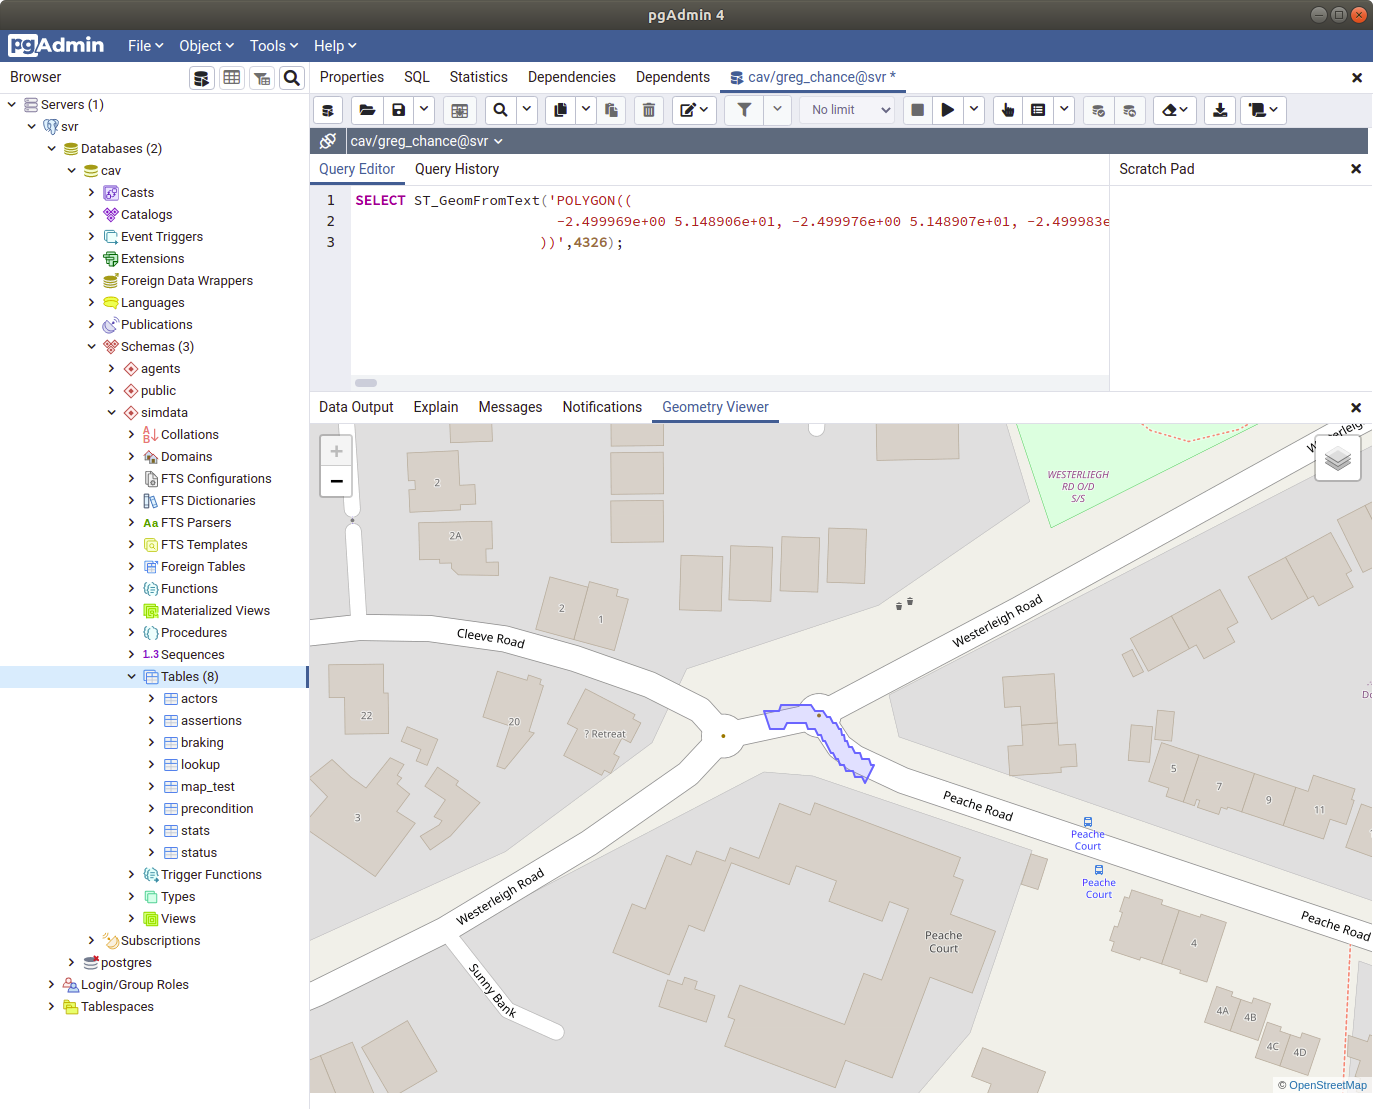 pgAdmin 4
pgAdmin
File
Object
Tools
Help
Browser
Properties
SQL
Statistics
Dependencies
Dependents
cav/greg_chance@svr *
No limit
cav/greg_chance@svr
Query Editor
Query History
Scratch Pad
1 SELECT ST_GeomFromText('POLYGON((
2 -2.499969e+00 5.148906e+01, -2.499976e+00 5.148907e+01, -2.499983e
3 ))',4326);
Servers (1)
svr
Databases (2)
cav
Casts
Catalogs
Event Triggers
Extensions
Foreign Data Wrappers
Languages
Publications
Schemas (3)
agents
public
simdata
Collations
Domains
FTS Configurations
FTS Dictionaries
Aa FTS Parsers
FTS Templates
Foreign Tables
Functions
Materialized Views
Procedures
1..3 Sequences
Tables (8)
actors
assertions
braking
lookup
map_test
precondition
stats
status
Trigger Functions
Types
Views
Subscriptions
postgres
Login/Group Roles
Tablespaces
Data Output
Explain
Messages
Notifications
Geometry Viewer
+
−
WESTERLIEGH
RD O/D
S/S
2
2A
2
1
Cleeve Road
Westerleigh Road
22
20
? Retreat
3
5
7
9
11
Peache Road
Peache
Court
Peache
Court
Peache Road
Westerleigh Road
Peache
Court
4
Sunny Bank
4A
4B
4C
4D
© OpenStreetMap